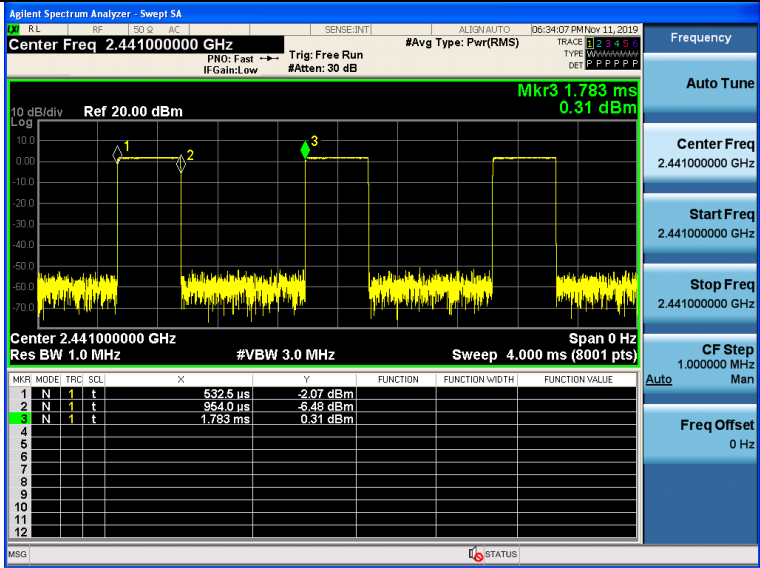 Agilent Spectrum Analyzer - Swept SA
LXI RL RF 50 Ω AC SENSE:INT ALIGN AUTO 06:34:07 PM Nov 11, 2019
Center Freq 2.441000000 GHz #Avg Type: Pwr(RMS) TRACE 1 2 3 4 5 6
PNO: Fast Trig: Free Run TYPE WWWWWW
IFGain:Low #Atten: 30 dB DET P P P P P P
Mkr3 1.783 ms
0.31 dBm
10 dB/div Ref 20.00 dBm
Log
10.0
0.00
-10.0
-20.0
-30.0
-40.0
-50.0
-60.0
-70.0
1
2
3
Center 2.441000000 GHz Span 0 Hz
Res BW 1.0 MHz #VBW 3.0 MHz Sweep 4.000 ms (8001 pts)
MKR MODE TRC SCL X Y FUNCTION FUNCTION WIDTH FUNCTION VALUE
1 N 1 t 532.5 µs -2.07 dBm
2 N 1 t 954.0 µs -6.48 dBm
3 N 1 t 1.783 ms 0.31 dBm
4
5
6
7
8
9
10
11
12
MSG STATUS
Frequency
Auto Tune
Center Freq
2.441000000 GHz
Start Freq
2.441000000 GHz
Stop Freq
2.441000000 GHz
CF Step
1.000000 MHz
Auto Man
Freq Offset
0 Hz